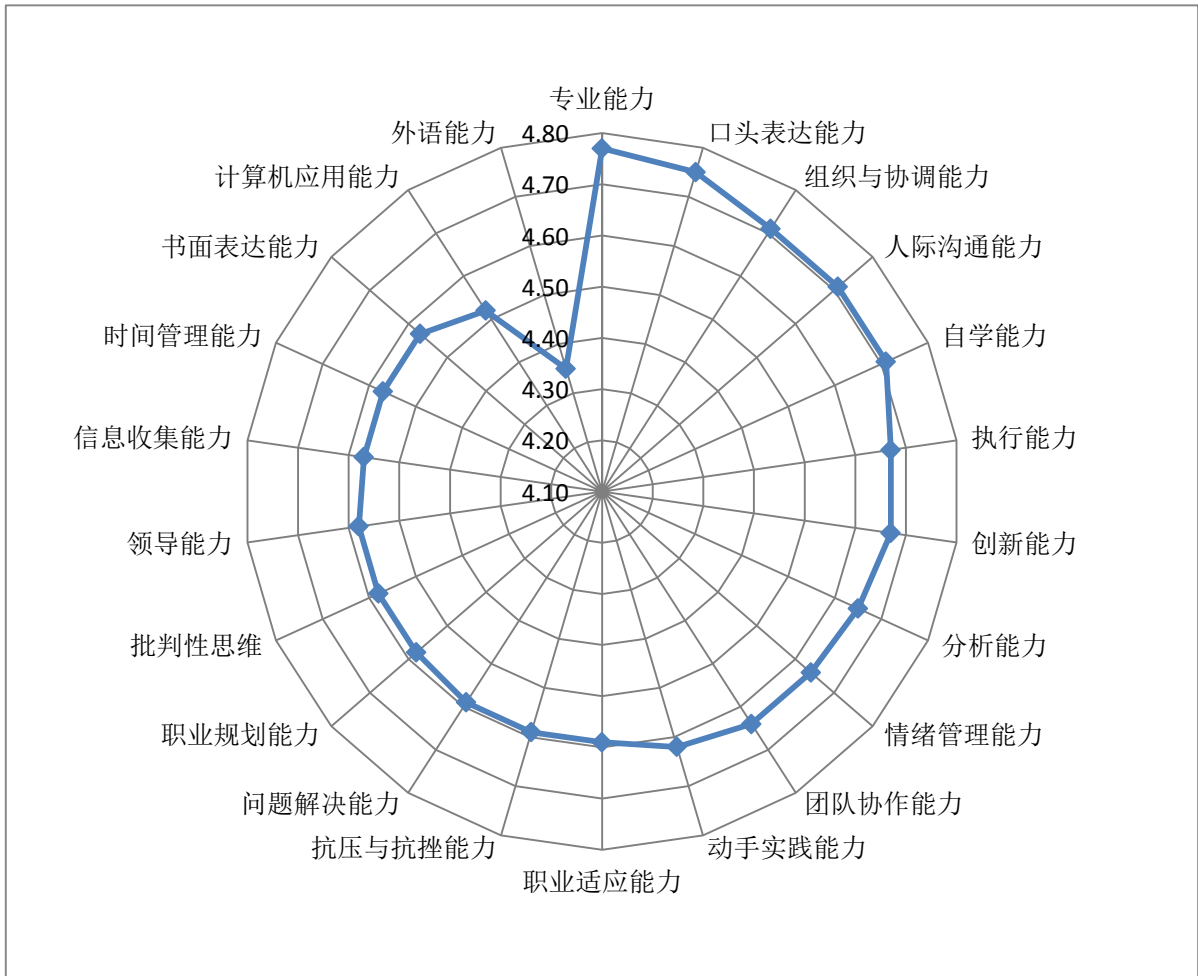 专业能力
口头表达能力
组织与协调能力
人际沟通能力
自学能力
执行能力
创新能力
分析能力
情绪管理能力
团队协作能力
动手实践能力
职业适应能力
抗压与抗挫能力
问题解决能力
职业规划能力
批判性思维
领导能力
信息收集能力
时间管理能力
书面表达能力
计算机应用能力
外语能力
4.80
4.70
4.60
4.50
4.40
4.30
4.20
4.10